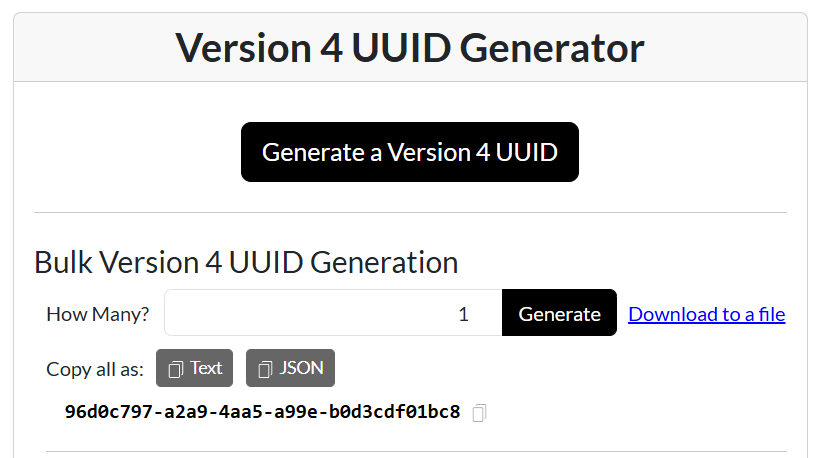 Version 4 UUID Generator
Generate a Version 4 UUID
Bulk Version 4 UUID Generation
How Many? 1 Generate Download to a file
Copy all as: Text JSON
96d0c797-a2a9-4aa5-a99e-b0d3cdf01bc8